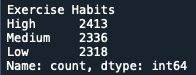 Exercise Habits
High      2413
Medium    2336
Low       2318
Name: count, dtype: int64